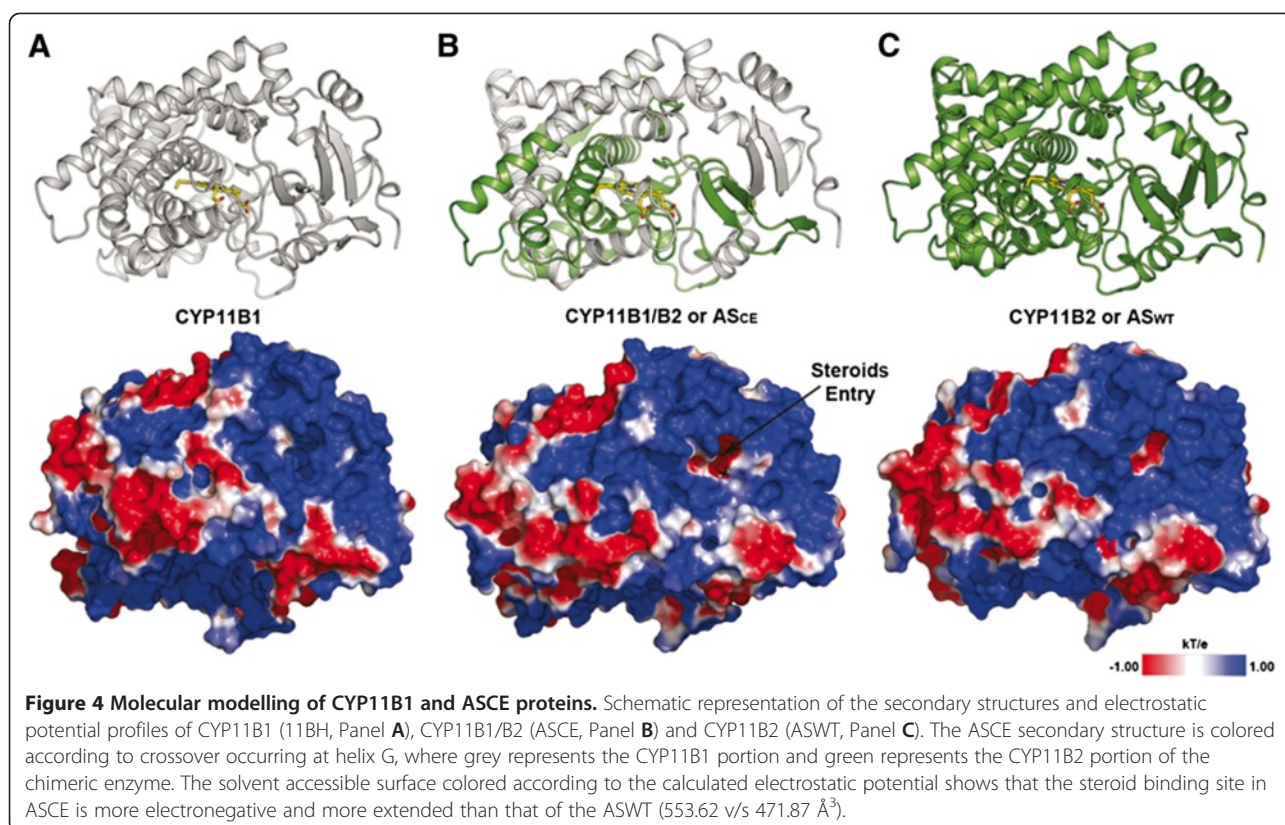 A
B
C
CYP11B1
CYP11B1/B2 or ASCE
CYP11B2 or ASWT
Steroids
Entry
kT/e
-1.00
1.00
Figure 4 Molecular modelling of CYP11B1 and ASCE proteins. Schematic representation of the secondary structures and electrostatic
potential profiles of CYP11B1 (11BH, Panel A), CYP11B1/B2 (ASCE, Panel B) and CYP11B2 (ASWT, Panel C). The ASCE secondary structure is colored
according to crossover occurring at helix G, where grey represents the CYP11B1 portion and green represents the CYP11B2 portion of the
chimeric enzyme. The solvent accessible surface colored according to the calculated electrostatic potential shows that the steroid binding site in
ASCE is more electronegative and more extended than that of the ASWT (553.62 v/s 471.87 Å³).